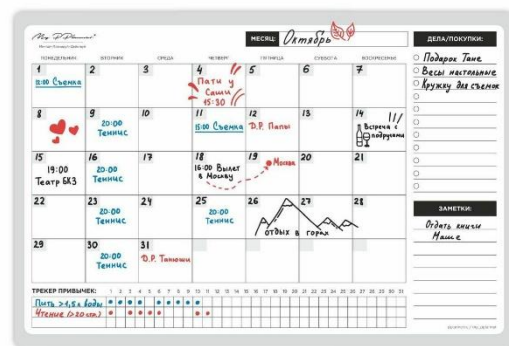 My D.Planner
МЕСЯЦ: Октябрь
ДЕЛА/ПОКУПКИ:
ПОНЕДЕЛЬНИК ВТОРНИК СРЕДА ЧЕТВЕРГ ПЯТНИЦА СУББОТА ВОСКРЕСЕНЬЕ
Подарок Тане
Весы настольные
Кружку для съемок
1 2 3 4 5 6 7
15:00 Съемка
Пати у
Саши
15:30
8 9 10 11 12 13 14
20:00
Теннис
15:00 Съемка
Д.Р. Папы
Встреча с
подругами
15 16 17 18 19 20 21
19:00
Театр БКЗ
20:00
Теннис
16:00 Вылет
в Москву
Москва
22 23 24 25 26 27 28
20:00
Теннис
20:00
Теннис
отдых в горах
ЗАМЕТКИ:
Отдать книги
Маше
29 30 31
20:00
Теннис
Д.Р. Танюши
ТРЕКЕР ПРИВЫЧЕК: 1 2 3 4 5 6 7 8 9 10 11 12 13 14 15 16 17 18 19 20 21 22 23 24 25 26 27 28 29 30 31
Пить >1,5л воды
Чтение (>20 стр.)